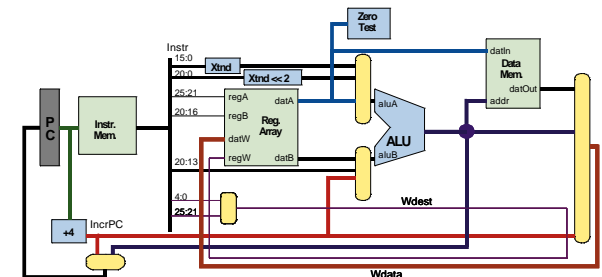 Zero
Test
Instr
15:0
Xtnd
20:0
Xtnd << 2
datIn
Data
Mem.
datOut
addr
25:21
regA
datA
aluA
20:16
regB
P
C
Instr.
Mem.
Reg.
Array
ALU
datW
regW
datB
aluB
20:13
4:0
25:21
Wdest
+4
IncrPC
Wdata